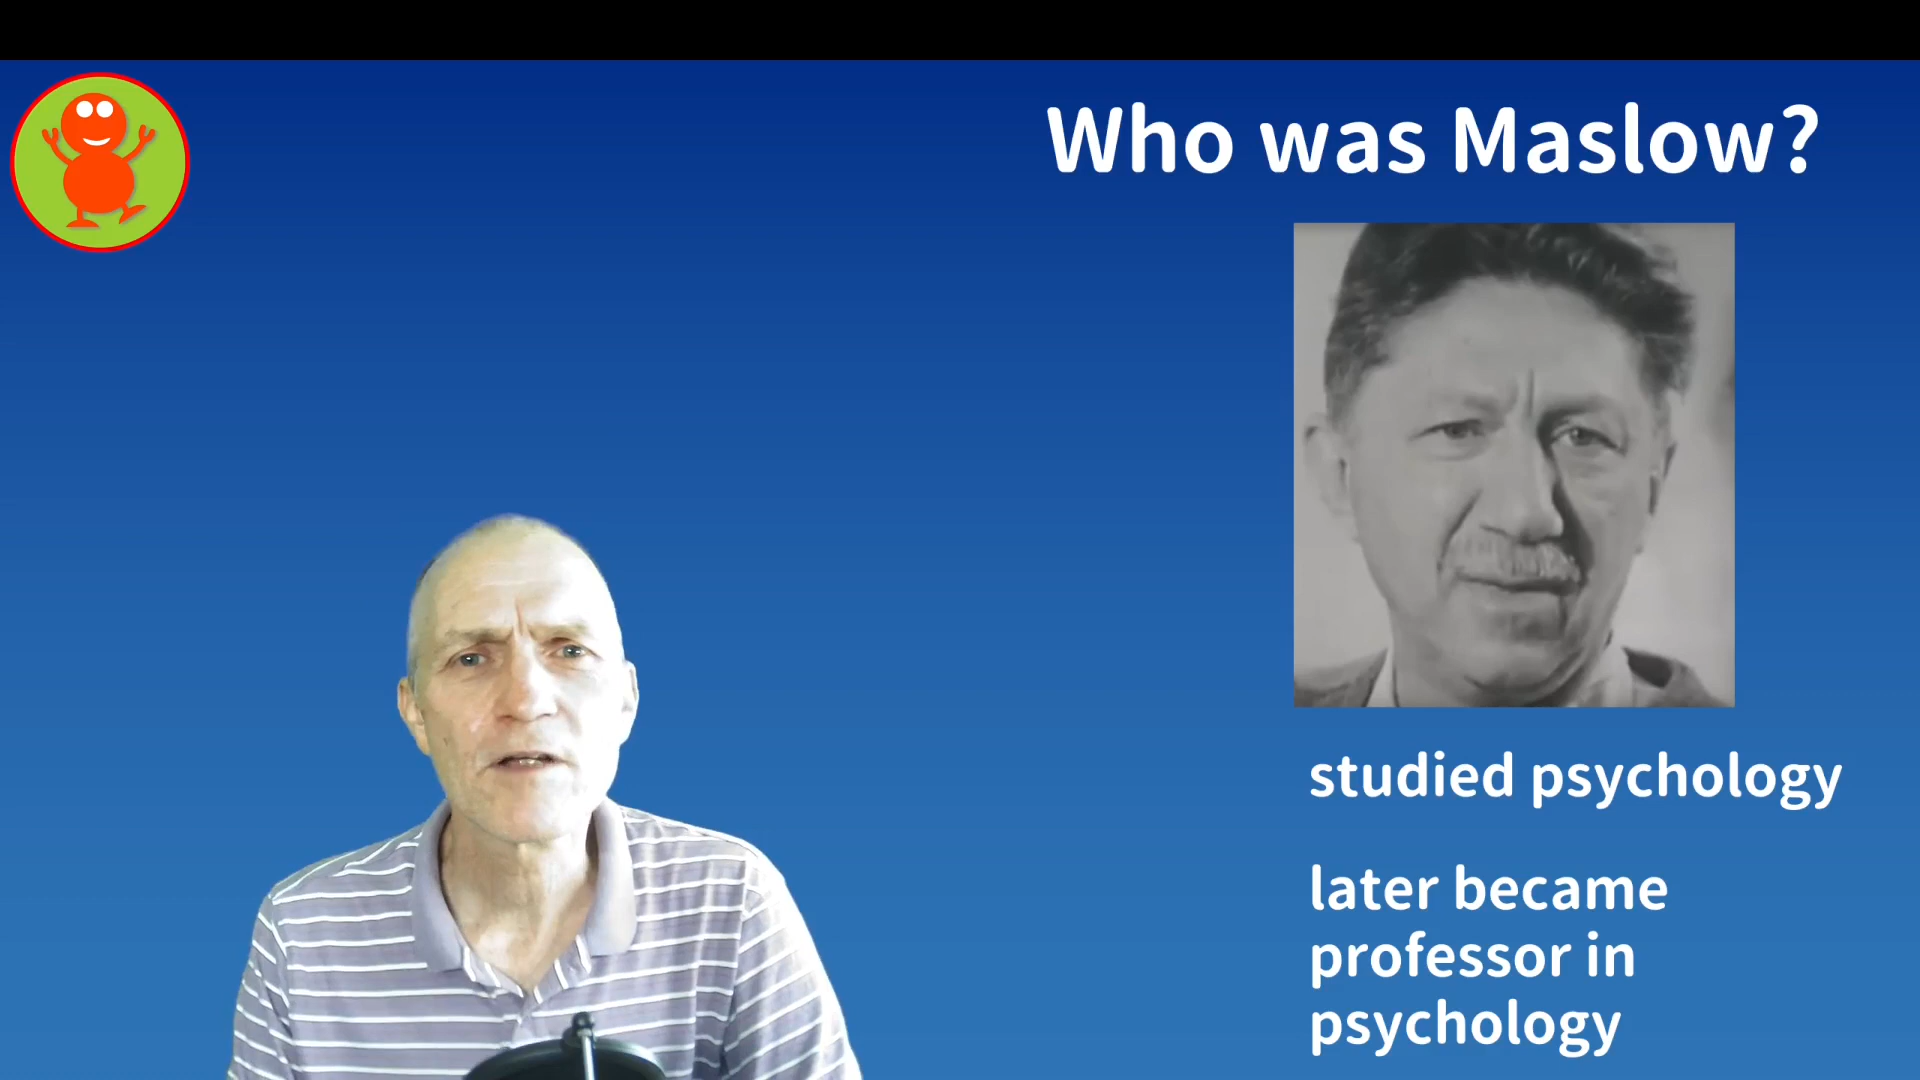 Who was Maslow?
studied psychology
later became
professor in
psychology